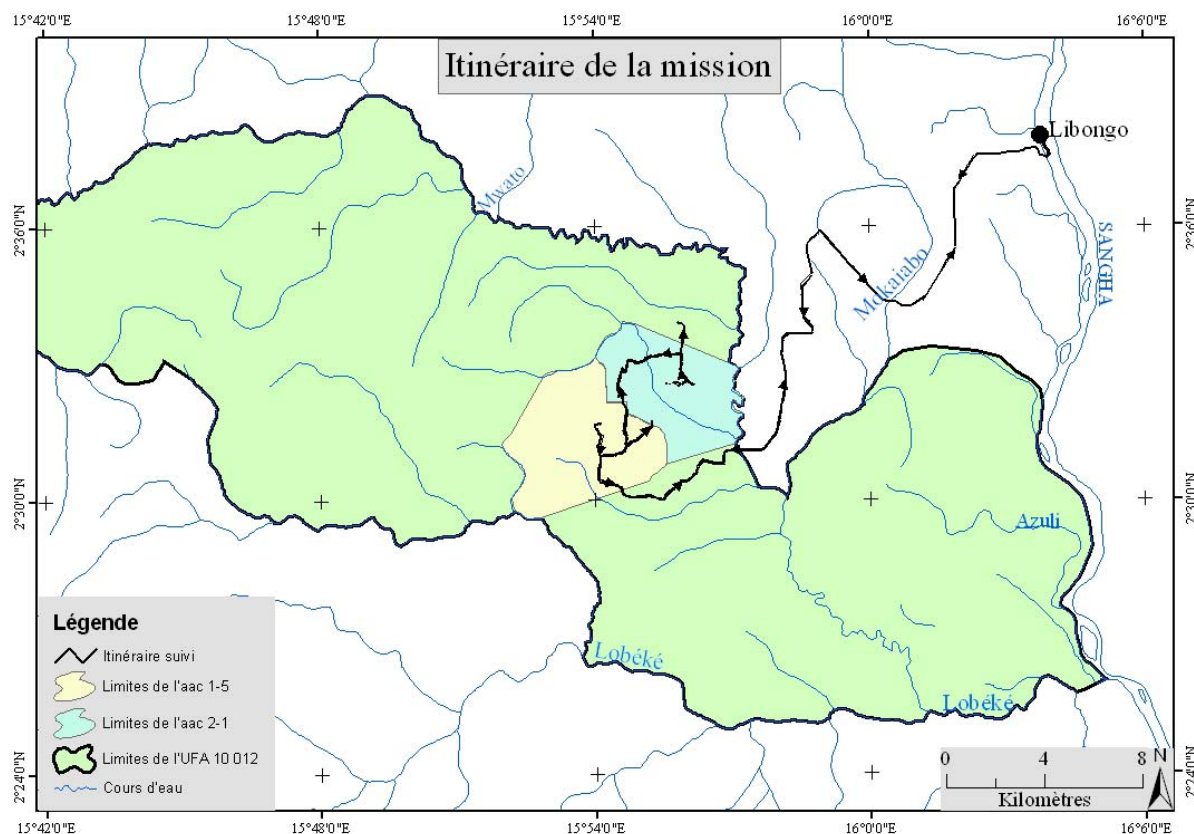 15°42'0"E 15°48'0"E 15°54'0"E 16°0'0"E 16°6'0"E
Itinéraire de la mission
Libongo
Mwato
2°36'0"N
2°36'0"N
SANGHA
Mokaiabo
2°30'0"N
2°30'0"N
Azuli
Lobéké
Lobéké
Légende
Itinéraire suivi
Limites de l'aac 1-5
Limites de l'aac 2-1
Limites de l'UFA 10 012
Cours d'eau
0 4 8
Kilomètres
N
2°24'0"N
2°24'0"N
15°42'0"E 15°48'0"E 15°54'0"E 16°0'0"E 16°6'0"E